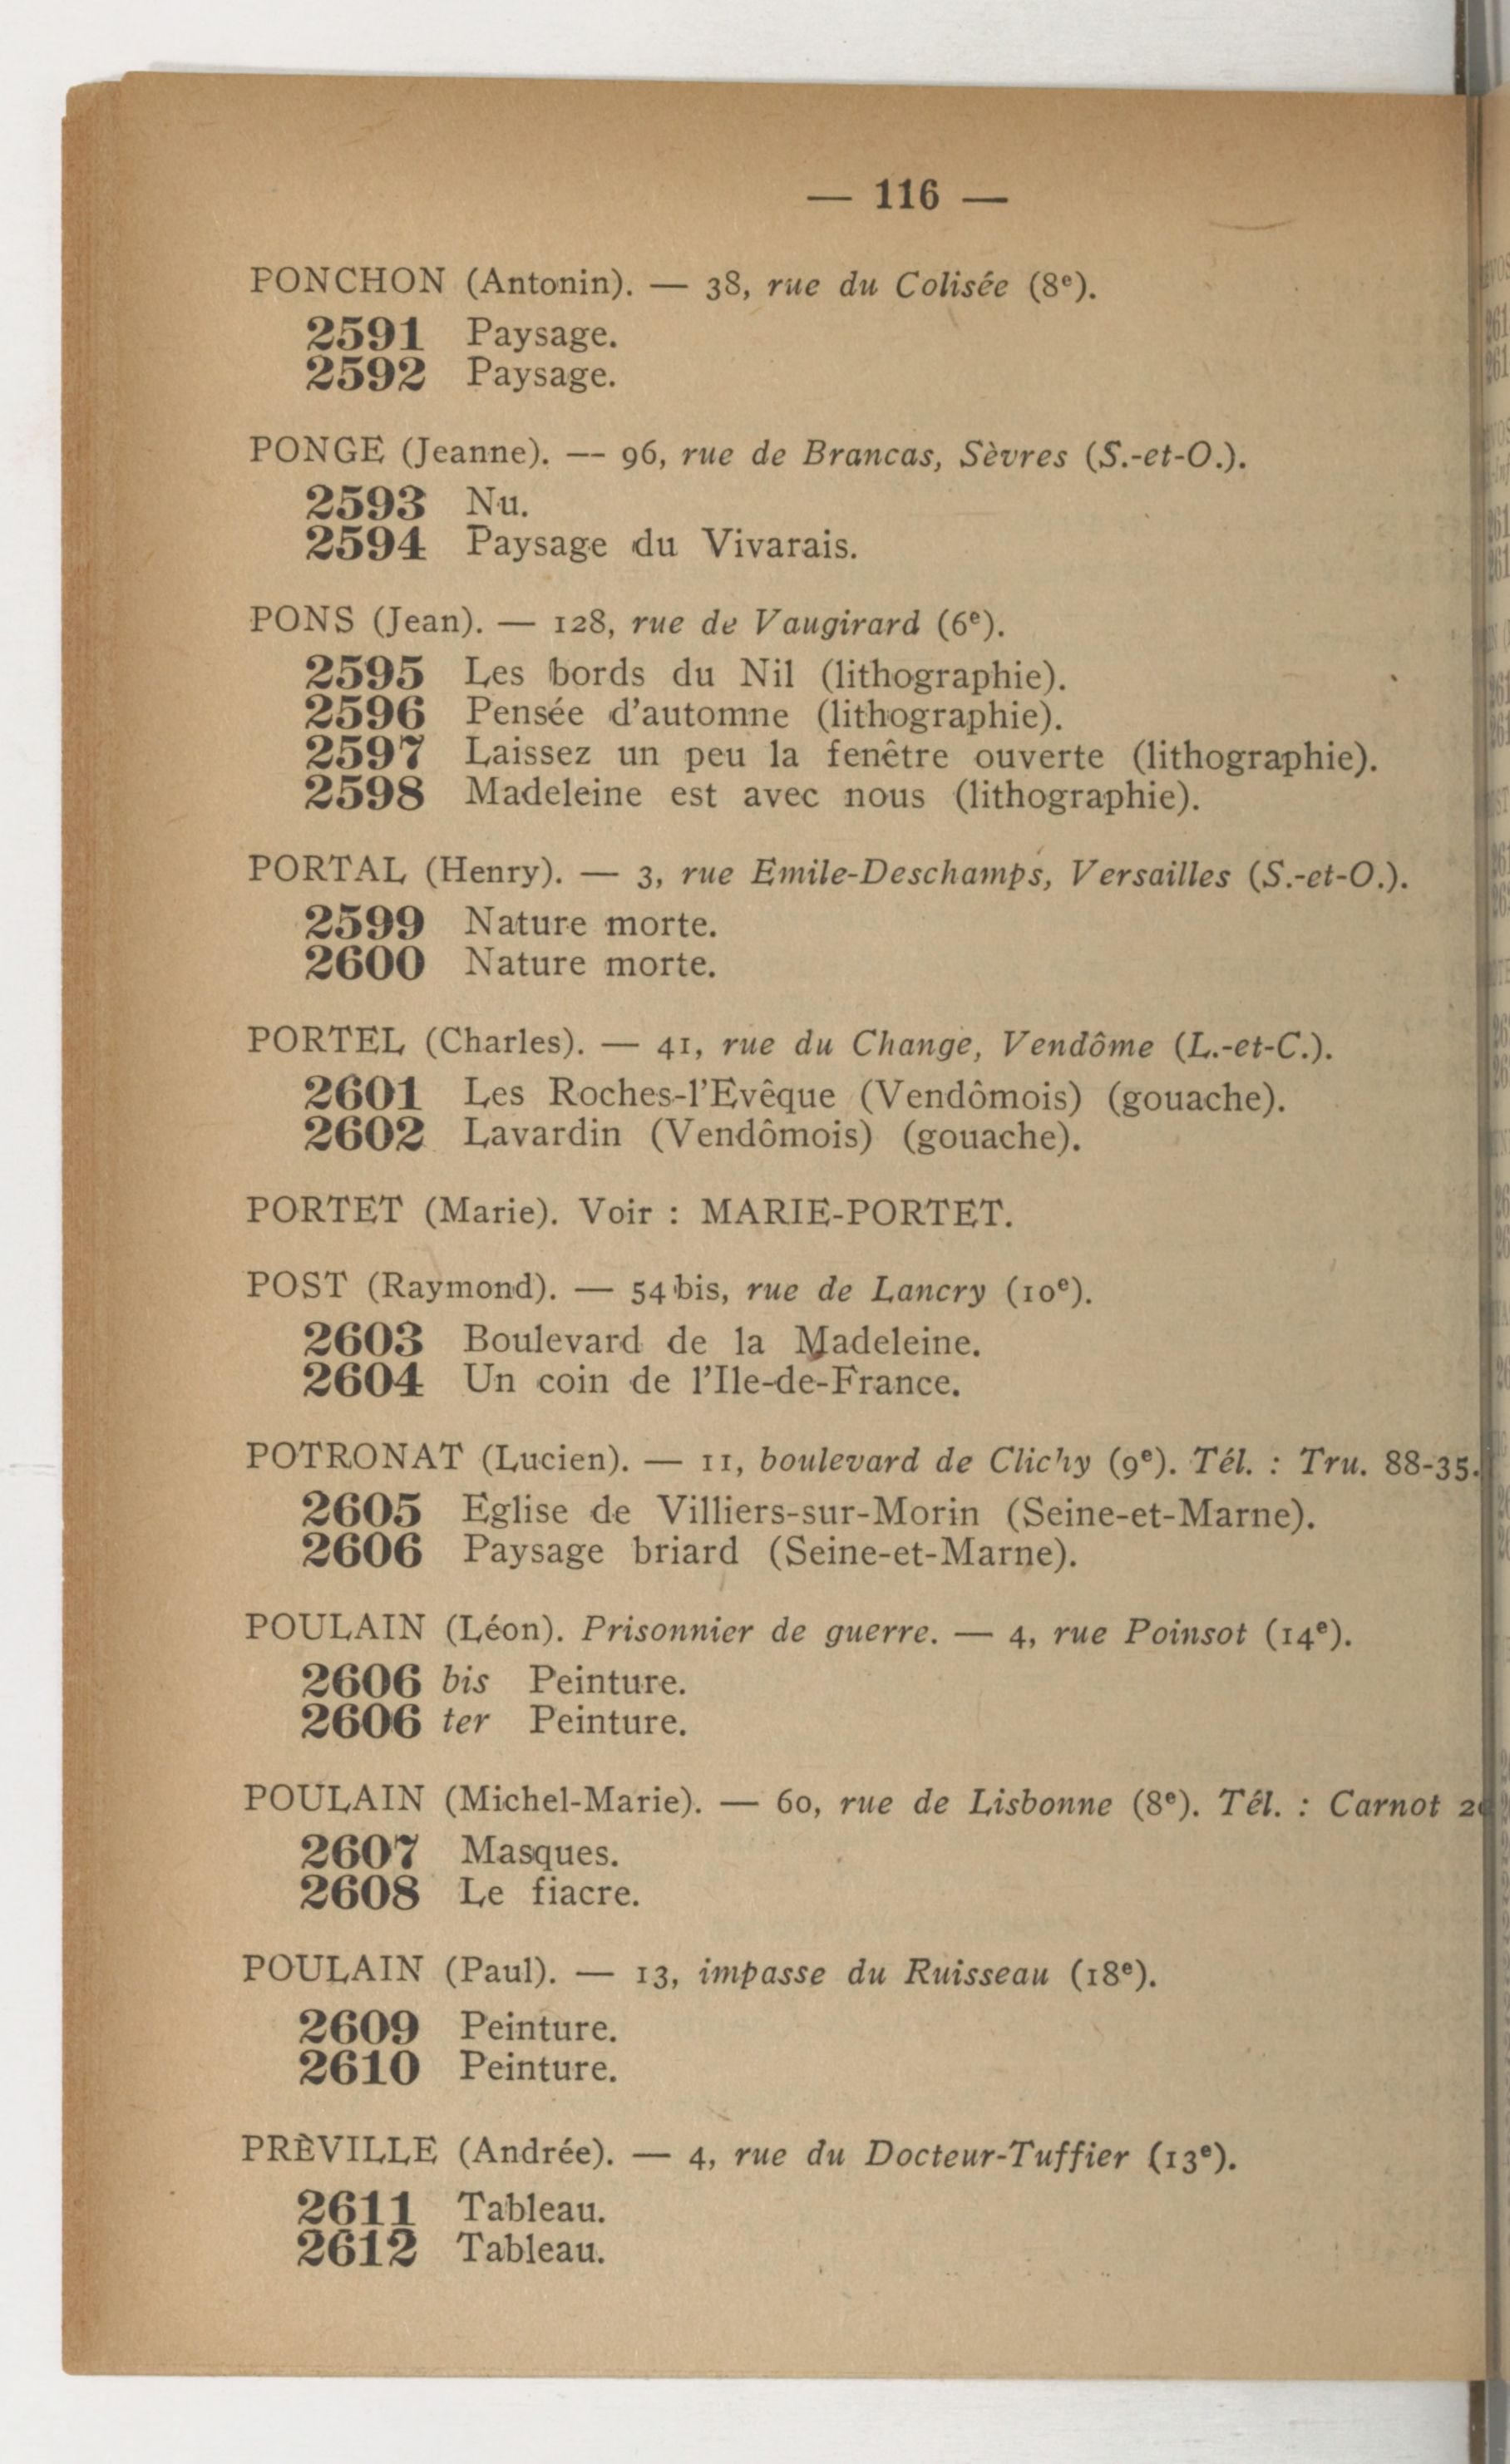 — 116 —
PONCHON (Antonin). — 38, rue du Colisée (8e).
2591 Paysage.
2592 Paysage.
PONGE (Jeanne). — 96, rue de Brancas, Sèvres (S.-et-O.).
2593 Nu.
2594 Paysage du Vivarais.
PONS (Jean). — 128, rue de Vaugirard (6e).
2595 Les bords du Nil (lithographie).
2596 Pensée d'automne (lithographie).
2597 Laissez un peu la fenêtre ouverte (lithographie).
2598 Madeleine est avec nous (lithographie).
PORTAL (Henry). — 3, rue Emile-Deschamps, Versailles (S.-et-O.).
2599 Nature morte.
2600 Nature morte.
PORTEL (Charles). — 41, rue du Change, Vendôme (L.-et-C.).
2601 Les Roches-l'Evêque (Vendômois) (gouache).
2602 Lavardin (Vendômois) (gouache).
PORTET (Marie). Voir : MARIE-PORTET.
POST (Raymond). — 54 bis, rue de Lancry (10e).
2603 Boulevard de la Madeleine.
2604 Un coin de l'Ile-de-France.
POTRONAT (Lucien). — 11, boulevard de Clichy (9e). Tél. : Tru. 88-35.
2605 Eglise de Villiers-sur-Morin (Seine-et-Marne).
2606 Paysage briard (Seine-et-Marne).
POULAIN (Léon). Prisonnier de guerre. — 4, rue Poinsot (14e).
2606 bis Peinture.
2606 ter Peinture.
POULAIN (Michel-Marie). — 60, rue de Lisbonne (8e). Tél. : Carnot
2607 Masques.
2608 Le fiacre.
POULAIN (Paul). — 13, impasse du Ruisseau (18e).
2609 Peinture.
2610 Peinture.
PRÈVILLE (Andrée). — 4, rue du Docteur-Tuffier (13e).
2611 Tableau.
2612 Tableau.